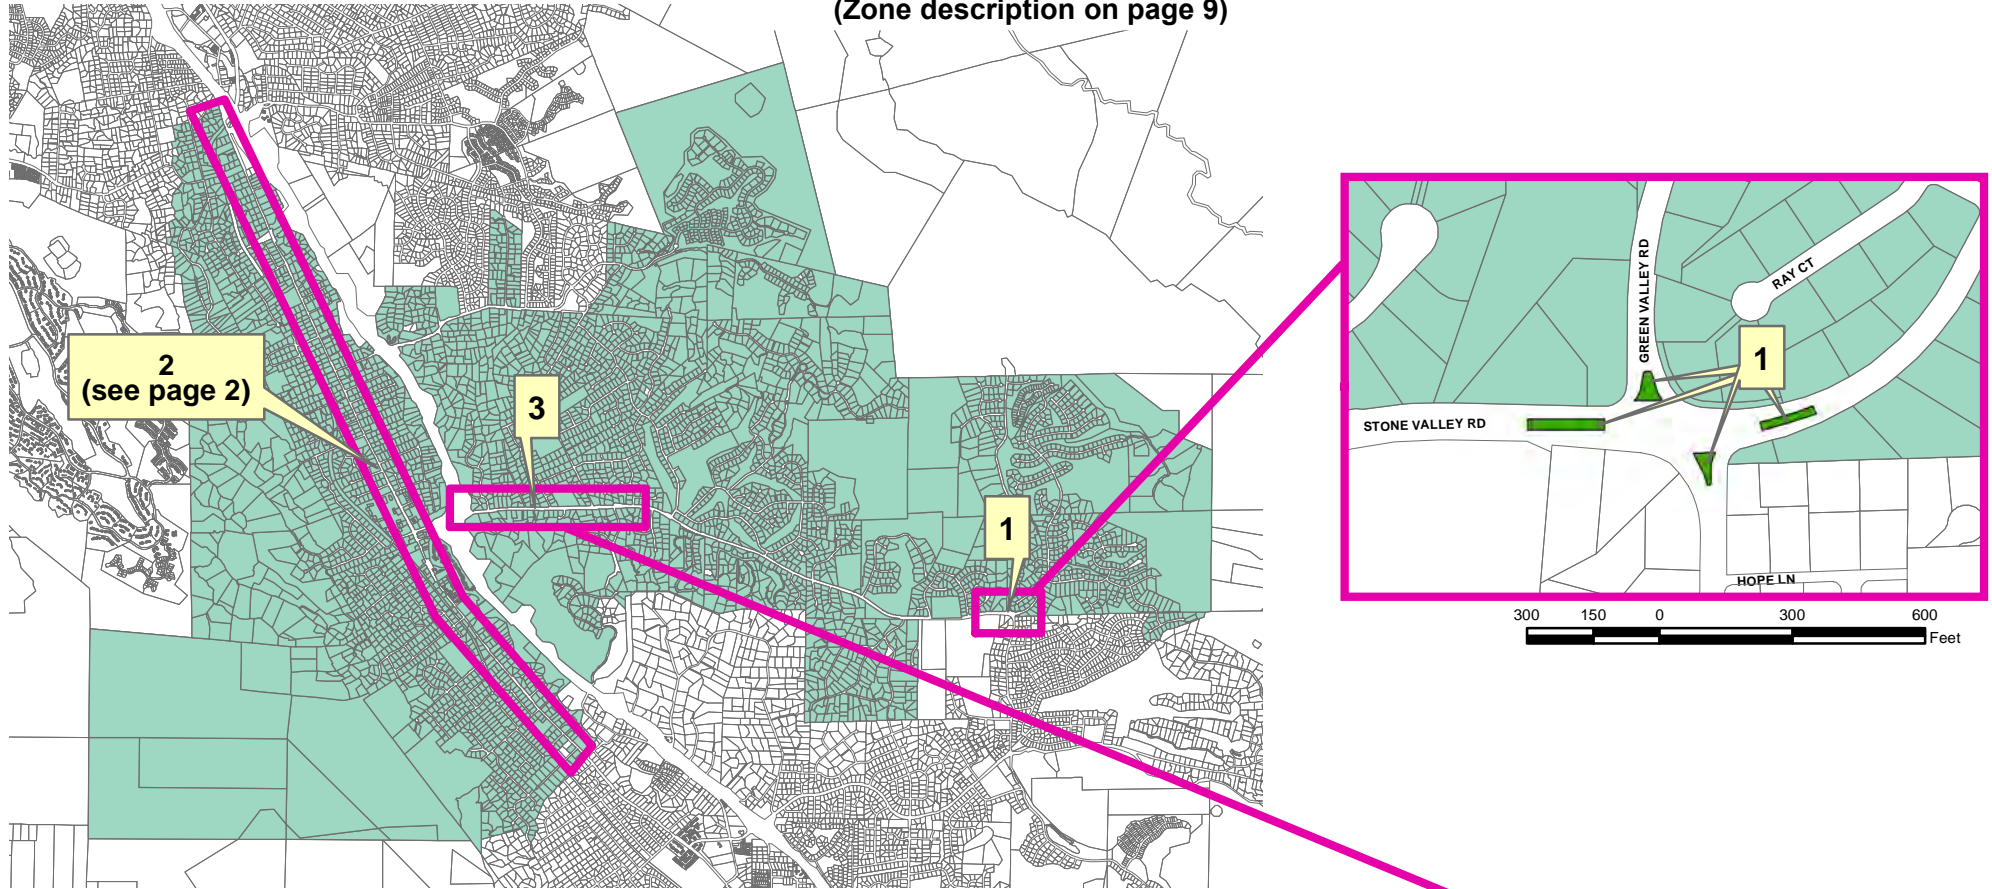 (Zone description on page 9)
2
(see page 2)
3
1
GREEN VALLEY RD
RAY CT
1
STONE VALLEY RD
HOPE LN
300 150 0 300 600
Feet